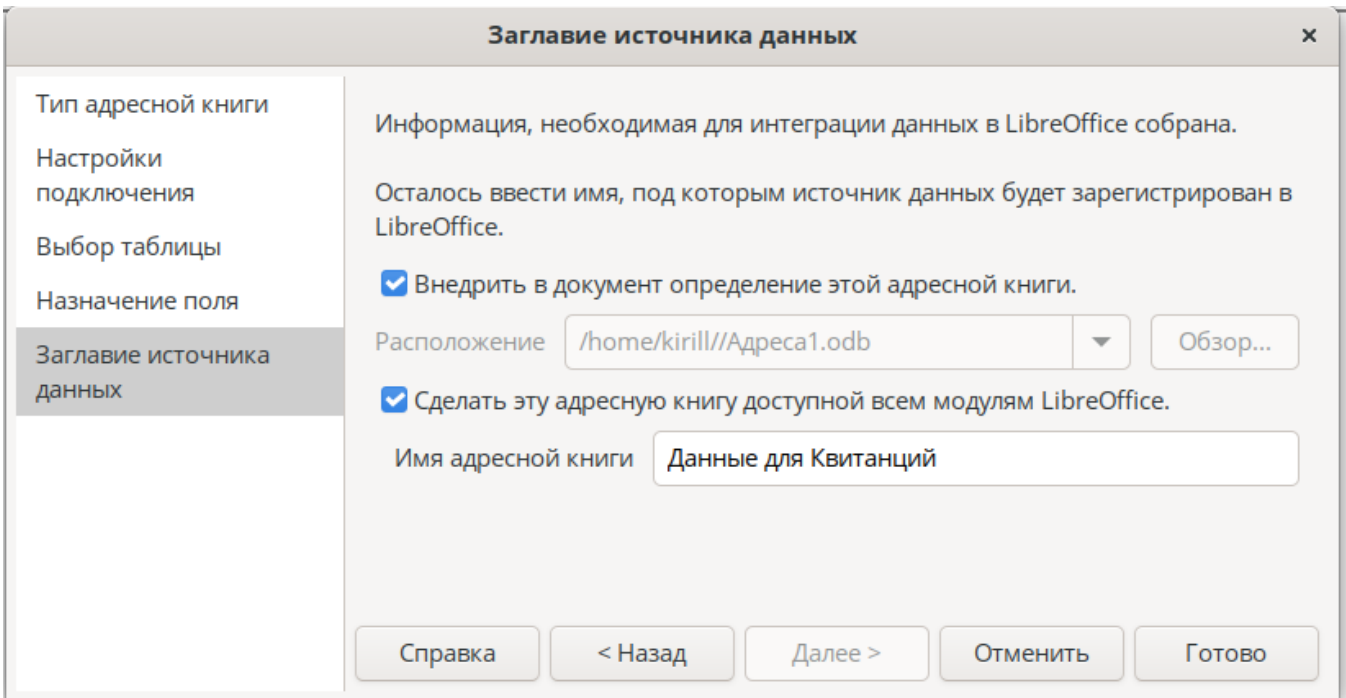 Заглавие источника данных
Тип адресной книги
Настройки
подключения
Выбор таблицы
Назначение поля
Заглавие источника
данных
Информация, необходимая для интеграции данных в LibreOffice собрана.
Осталось ввести имя, под которым источник данных будет зарегистрирован в
LibreOffice.
Внедрить в документ определение этой адресной книги.
Расположение /home/kirill//Адреса1.odb Обзор...
Сделать эту адресную книгу доступной всем модулям LibreOffice.
Имя адресной книги Данные для Квитанций
Справка < Назад Далее > Отменить Готово